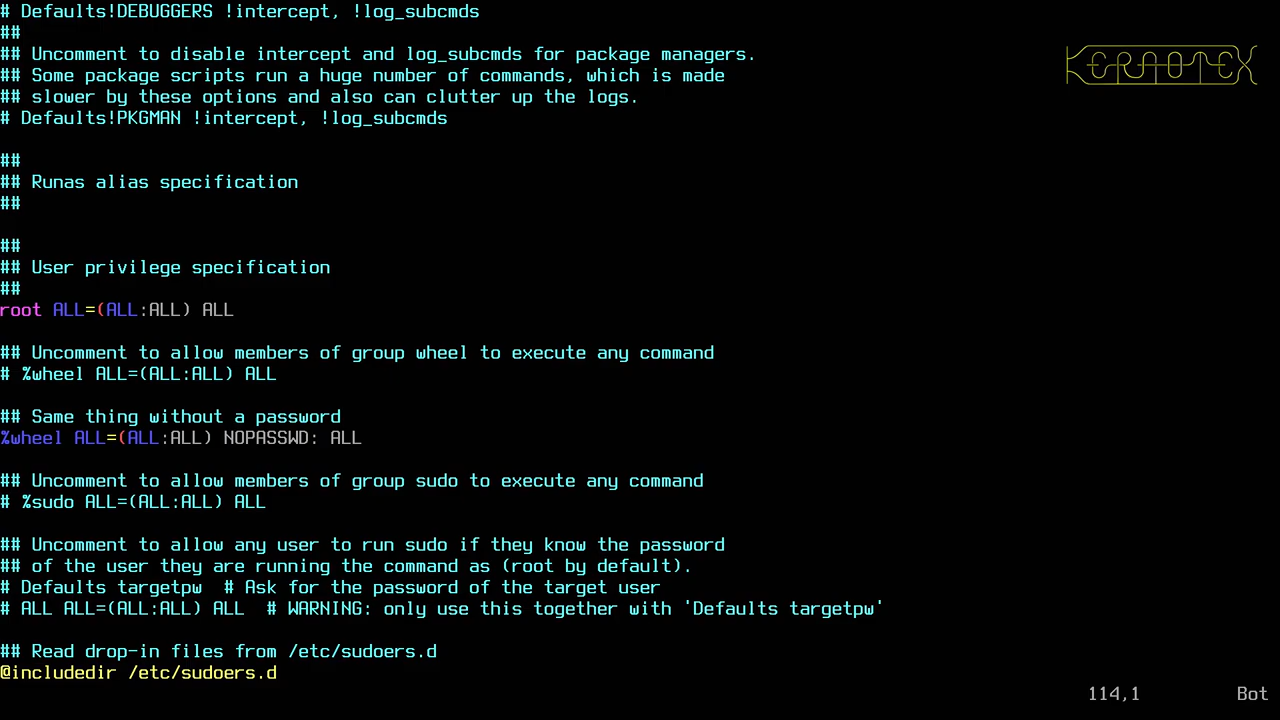 # Defaults!DEBUGGERS !intercept, !log_subcmds
##
## Uncomment to disable intercept and log_subcmds for package managers.
## Some package scripts run a huge number of commands, which is made
## slower by these options and also can clutter up the logs.
# Defaults!PKGMAN !intercept, !log_subcmds
KERNOTEX
##
## Runas alias specification
##
##
## User privilege specification
##
root ALL=(ALL:ALL) ALL
## Uncomment to allow members of group wheel to execute any command
# %wheel ALL=(ALL:ALL) ALL
## Same thing without a password
%wheel ALL=(ALL:ALL) NOPASSWD: ALL
## Uncomment to allow members of group sudo to execute any command
# %sudo ALL=(ALL:ALL) ALL
## Uncomment to allow any user to run sudo if they know the password
## of the user they are running the command as (root by default).
# Defaults targetpw  # Ask for the password of the target user
# ALL ALL=(ALL:ALL) ALL  # WARNING: only use this together with 'Defaults targetpw'
## Read drop-in files from /etc/sudoers.d
@includedir /etc/sudoers.d
114,1 Bot